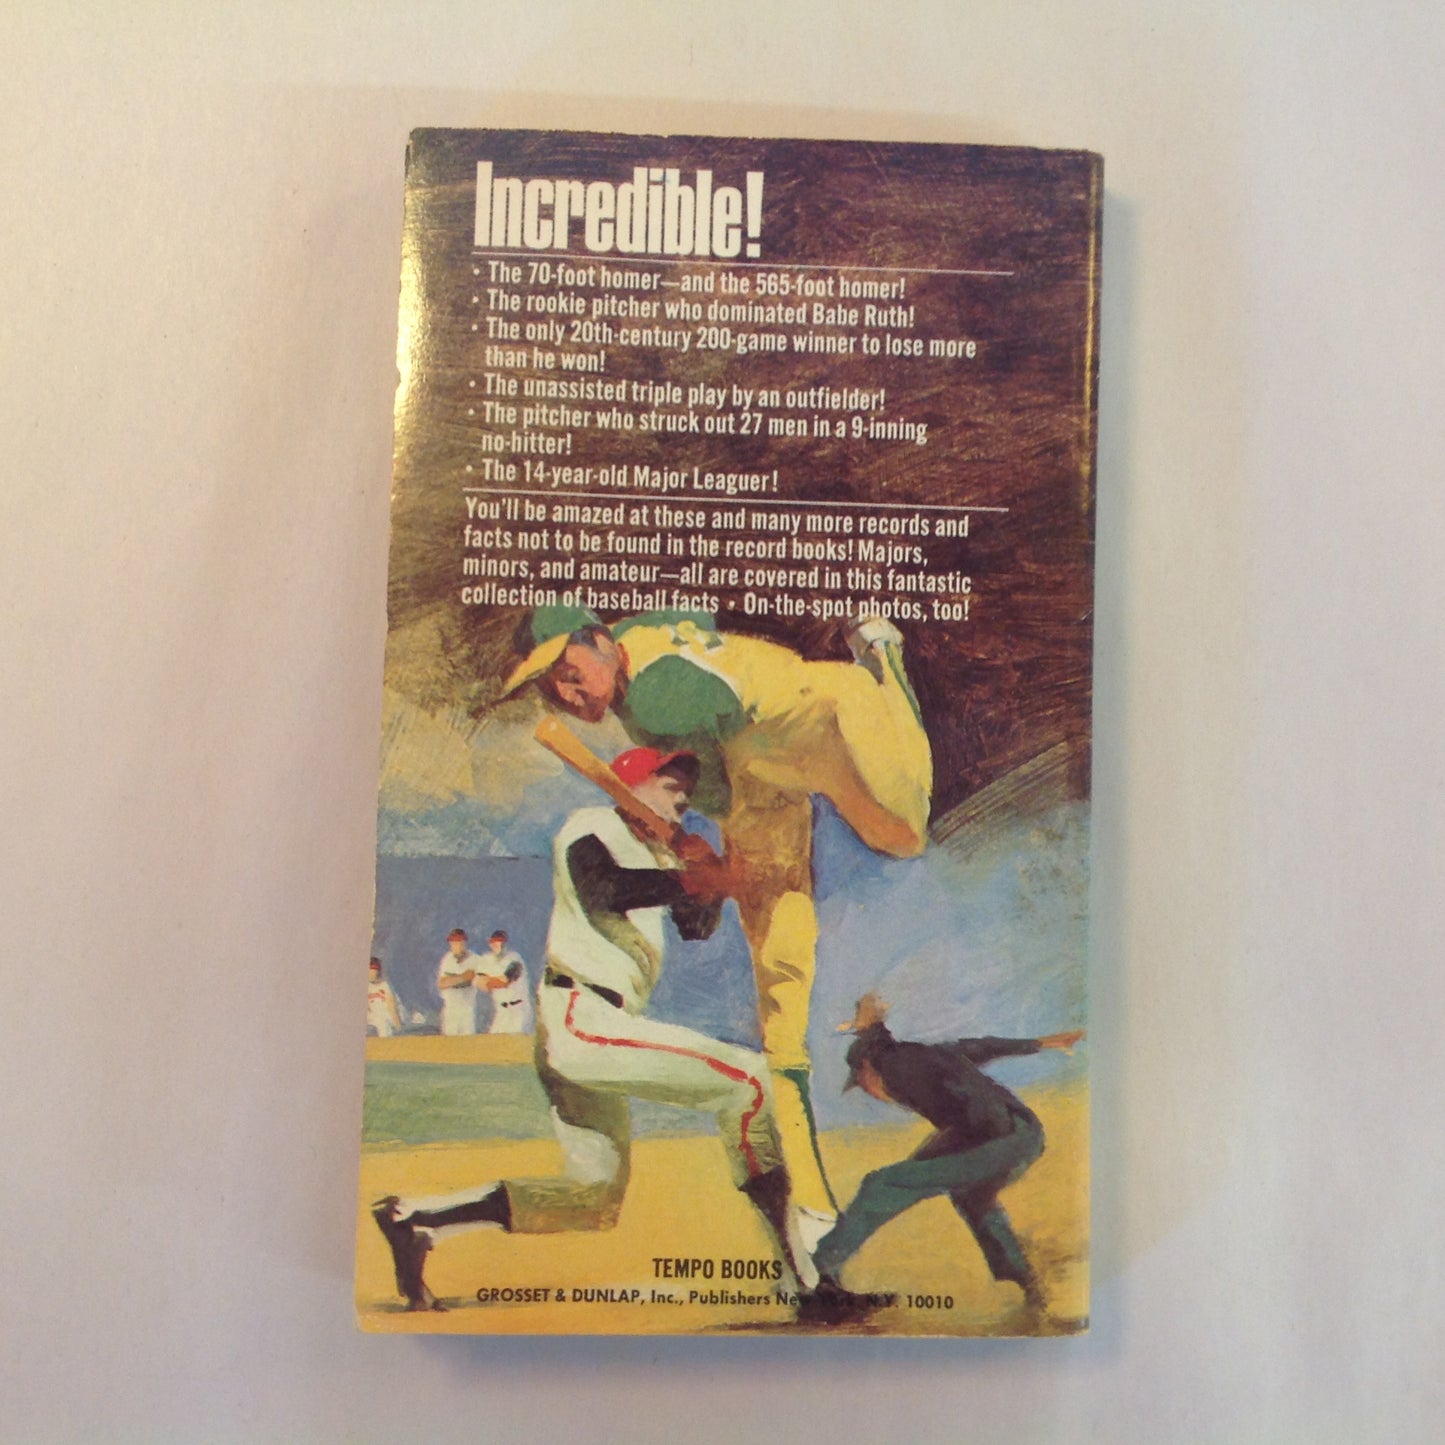 Incredible!
• The 70-foot homer—and the 565-foot homer!
• The rookie pitcher who dominated Babe Ruth!
• The only 20th-century 200-game winner to lose more
than he won!
• The unassisted triple play by an outfielder!
• The pitcher who struck out 27 men in a 9-inning
no-hitter!
• The 14-year-old Major Leaguer!
You'll be amazed at these and many more records and
facts not to be found in the record books! Majors,
minors, and amateur—all are covered in this fantastic
collection of baseball facts • On-the-spot photos, too!
TEMPO BOOKS
GROSSET & DUNLAP, Inc., Publishers New York, N.Y. 10010